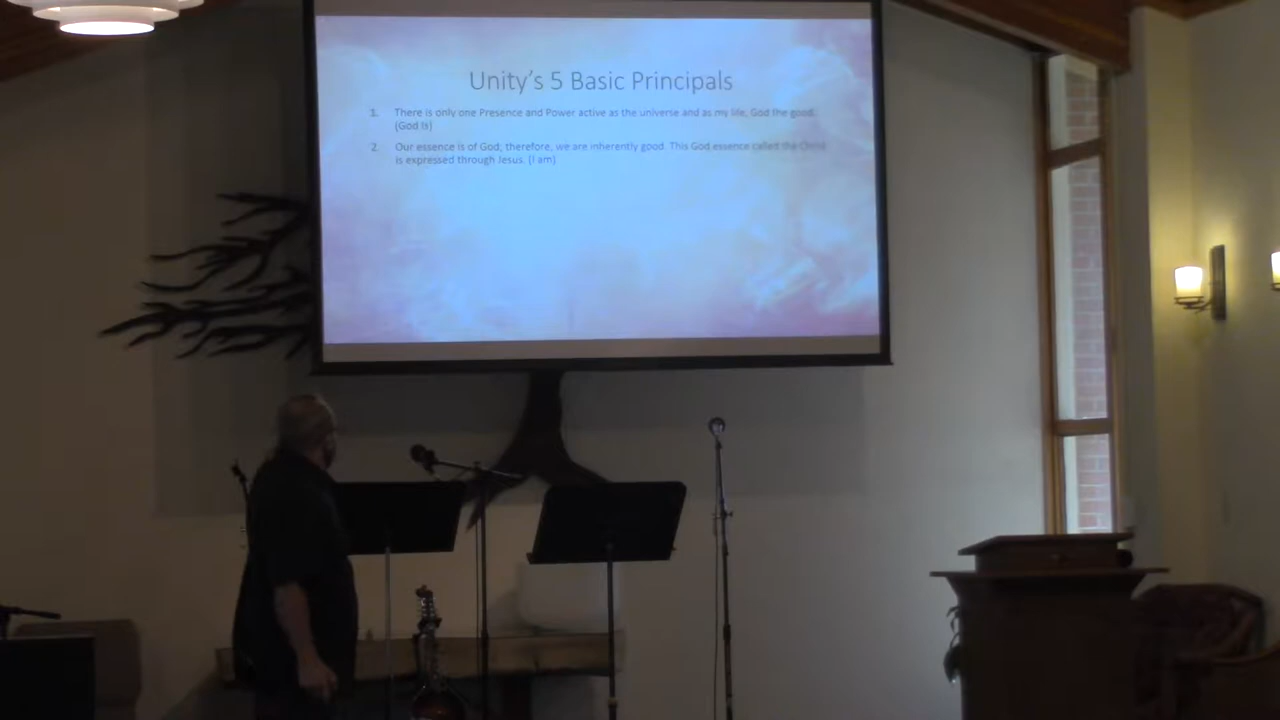 Unity's 5 Basic Principals
1. There is only one Presence and Power active as the universe and as my life, God the good.
(God Is)
2. Our essence is of God; therefore, we are inherently good. This God essence called the Christ
is expressed through Jesus. (I am)